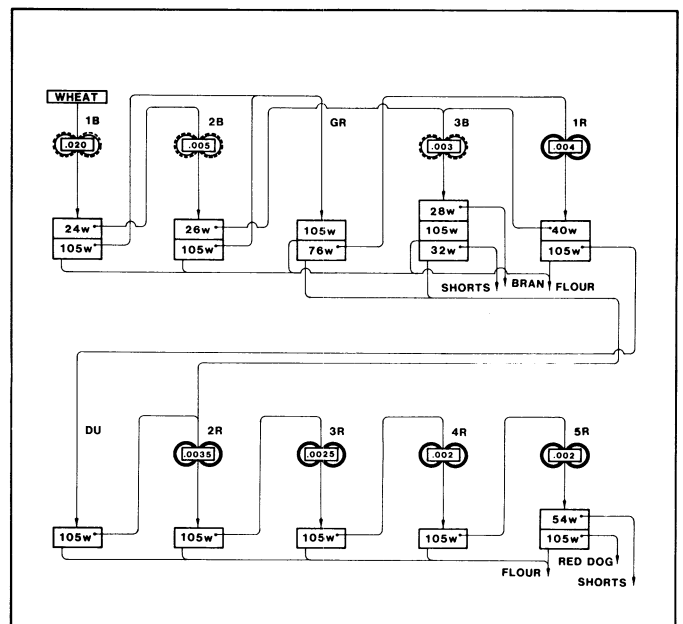 WHEAT
1B 2B GR 3B 1R
.020 .005 .003 .004
24w 26w 105w 28w 40w
105w 105w 76w 105w 105w
32w
SHORTS BRAN FLOUR
DU 2R 3R 4R 5R
.0035 .0025 .002 .002
105w 105w 105w 105w 54w
105w
FLOUR RED DOG
SHORTS